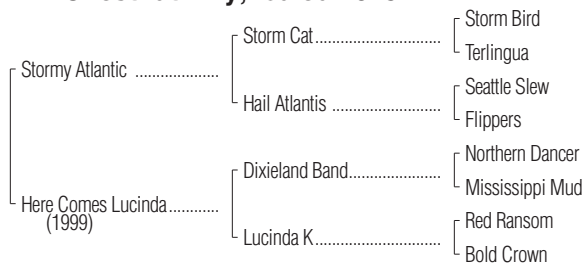 Storm Bird
Storm Cat
Terlingua
Stormy Atlantic
Seattle Slew
Hail Atlantis
Flippers
Northern Dancer
Dixieland Band
Mississippi Mud
Here Comes Lucinda
(1999)
Red Ransom
Lucinda K
Bold Crown